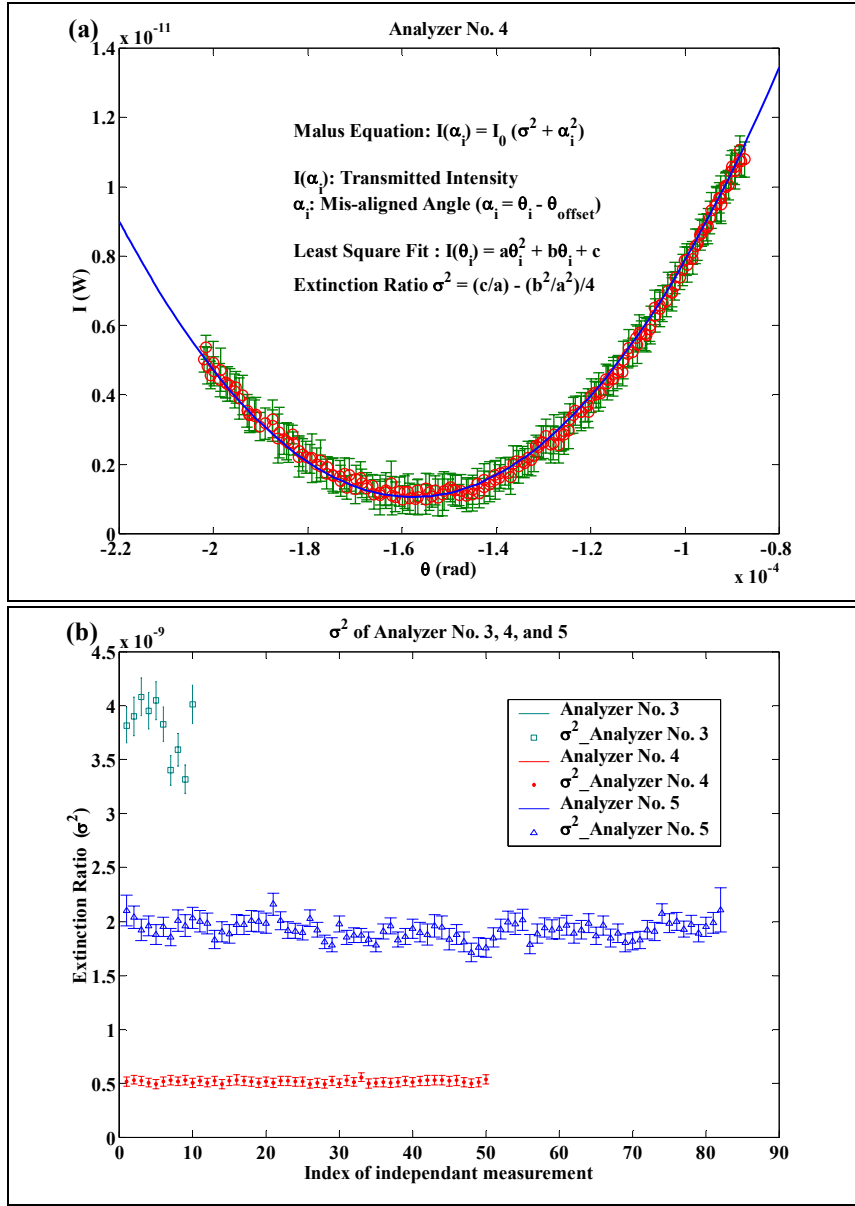 (a)
x 10^-11
Analyzer No. 4
1.4
1.2
1
0.8
0.6
0.4
0.2
0
I (W)
Malus Equation: I(α_i) = I_0 (σ^2 + α_i^2)
I(α_i): Transmitted Intensity
α_i: Mis-aligned Angle (α_i = θ_i - θ_offset)
Least Square Fit : I(θ_i) = aθ_i^2 + bθ_i + c
Extinction Ratio σ^2 = (c/a) - (b^2/a^2)/4
-2.2 -2 -1.8 -1.6 -1.4 -1.2 -1 -0.8
θ (rad)
x 10^-4
(b)
x 10^-9
σ^2 of Analyzer No. 3, 4, and 5
4.5
4
3.5
3
2.5
2
1.5
1
0.5
0
Extinction Ratio (σ^2)
Analyzer No. 3
σ^2_Analyzer No. 3
Analyzer No. 4
σ^2_Analyzer No. 4
Analyzer No. 5
σ^2_Analyzer No. 5
0 10 20 30 40 50 60 70 80 90
Index of independant measurement